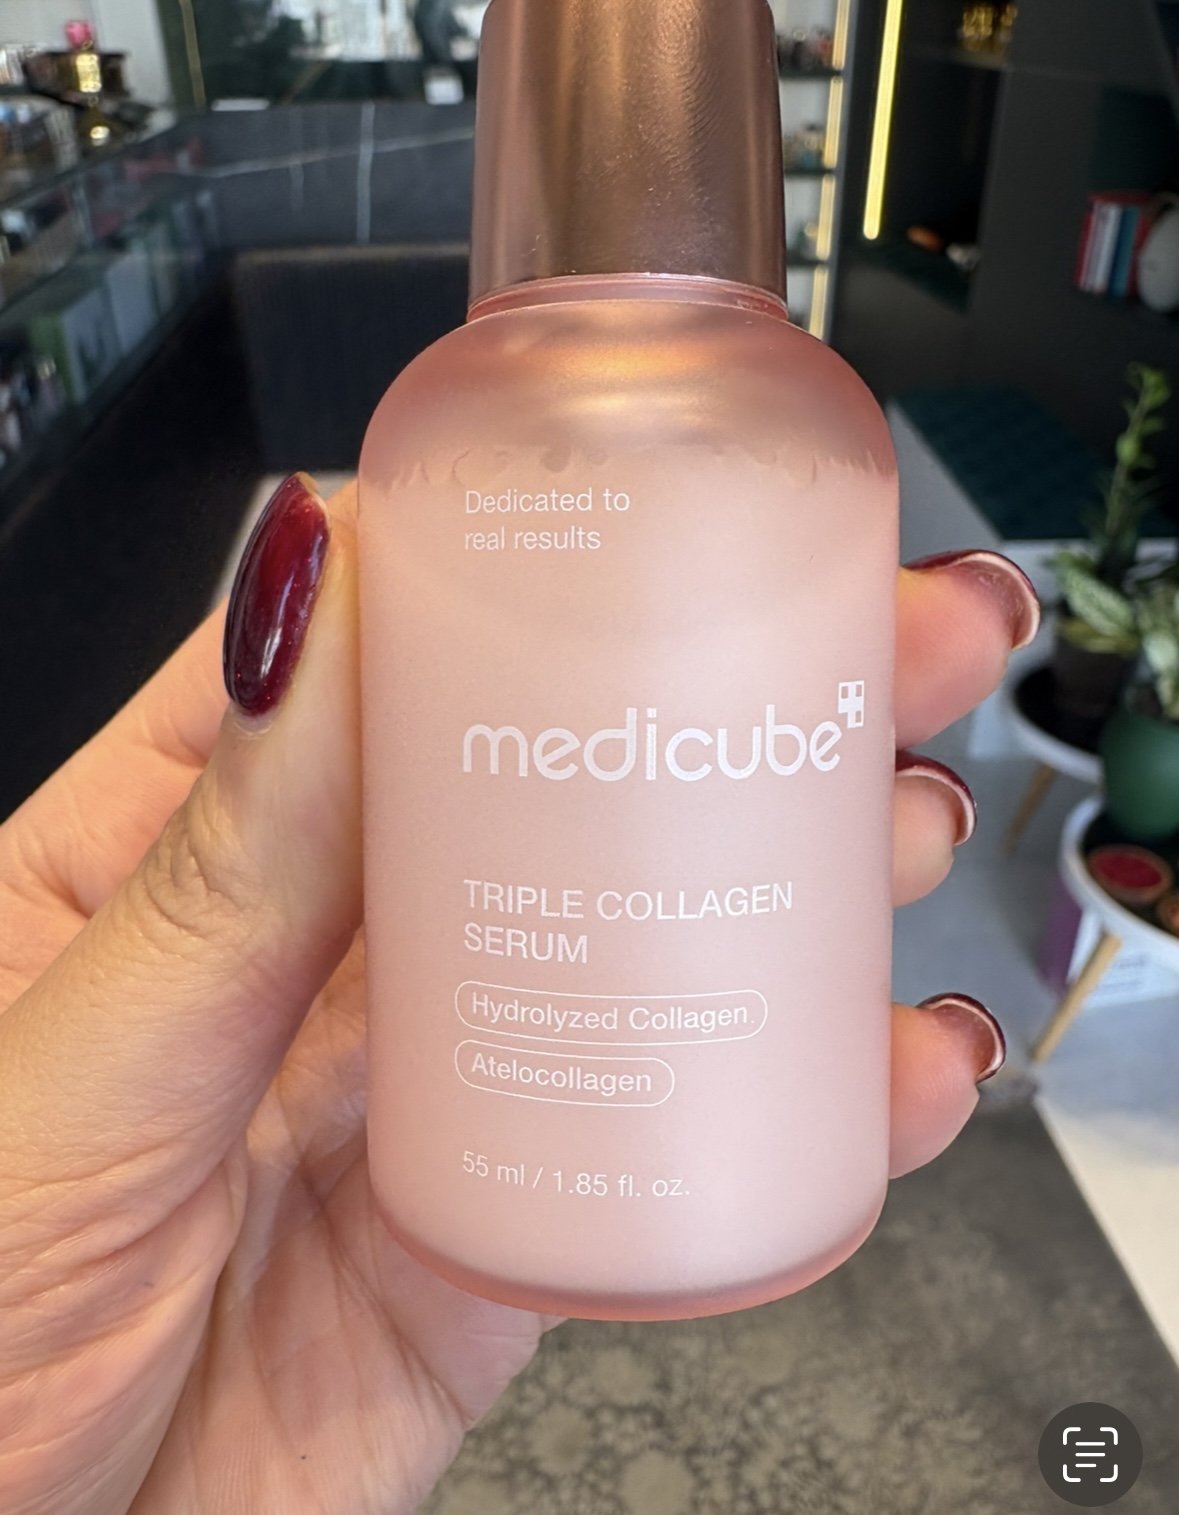 Dedicated to
real results
medicube
TRIPLE COLLAGEN
SERUM
Hydrolyzed Collagen
Atelocollagen
55 ml / 1.85 fl. oz.